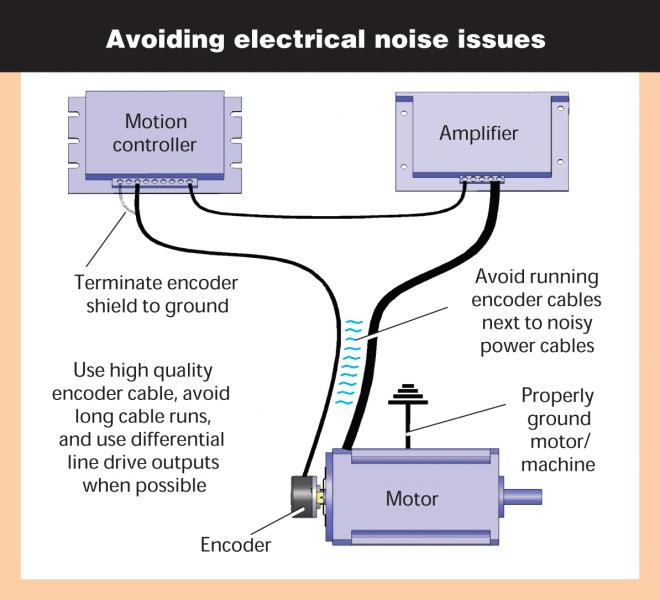 Avoiding electrical noise issues
Motion
controller
Amplifier
Terminate encoder
shield to ground
Avoid running
encoder cables
next to noisy
power cables
Use high quality
encoder cable, avoid
long cable runs,
and use differential
line drive outputs
when possible
Properly
ground
motor/
machine
Motor
Encoder